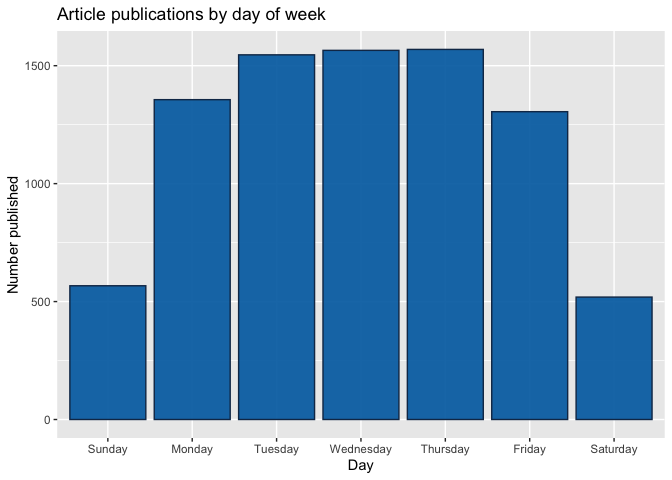 Article publications by day of week
1500
1000
500
0
Number published
Sunday Monday Tuesday Wednesday Thursday Friday Saturday
Day